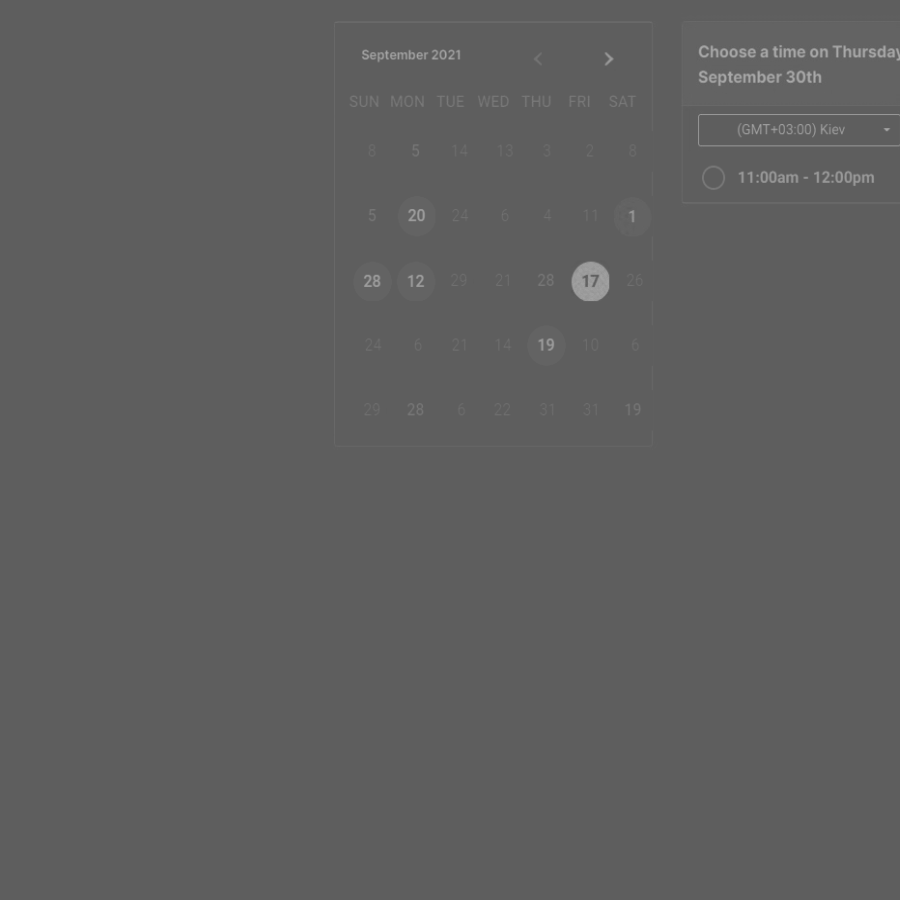 September 2021
SUN MON TUE WED THU FRI SAT
8 5 14 13 3 2 8
5 20 24 6 4 11 1
28 12 29 21 28 17 26
24 6 21 14 19 10 6
29 28 6 22 31 31 19
Choose a time on Thursday
September 30th
(GMT+03:00) Kiev
11:00am - 12:00pm